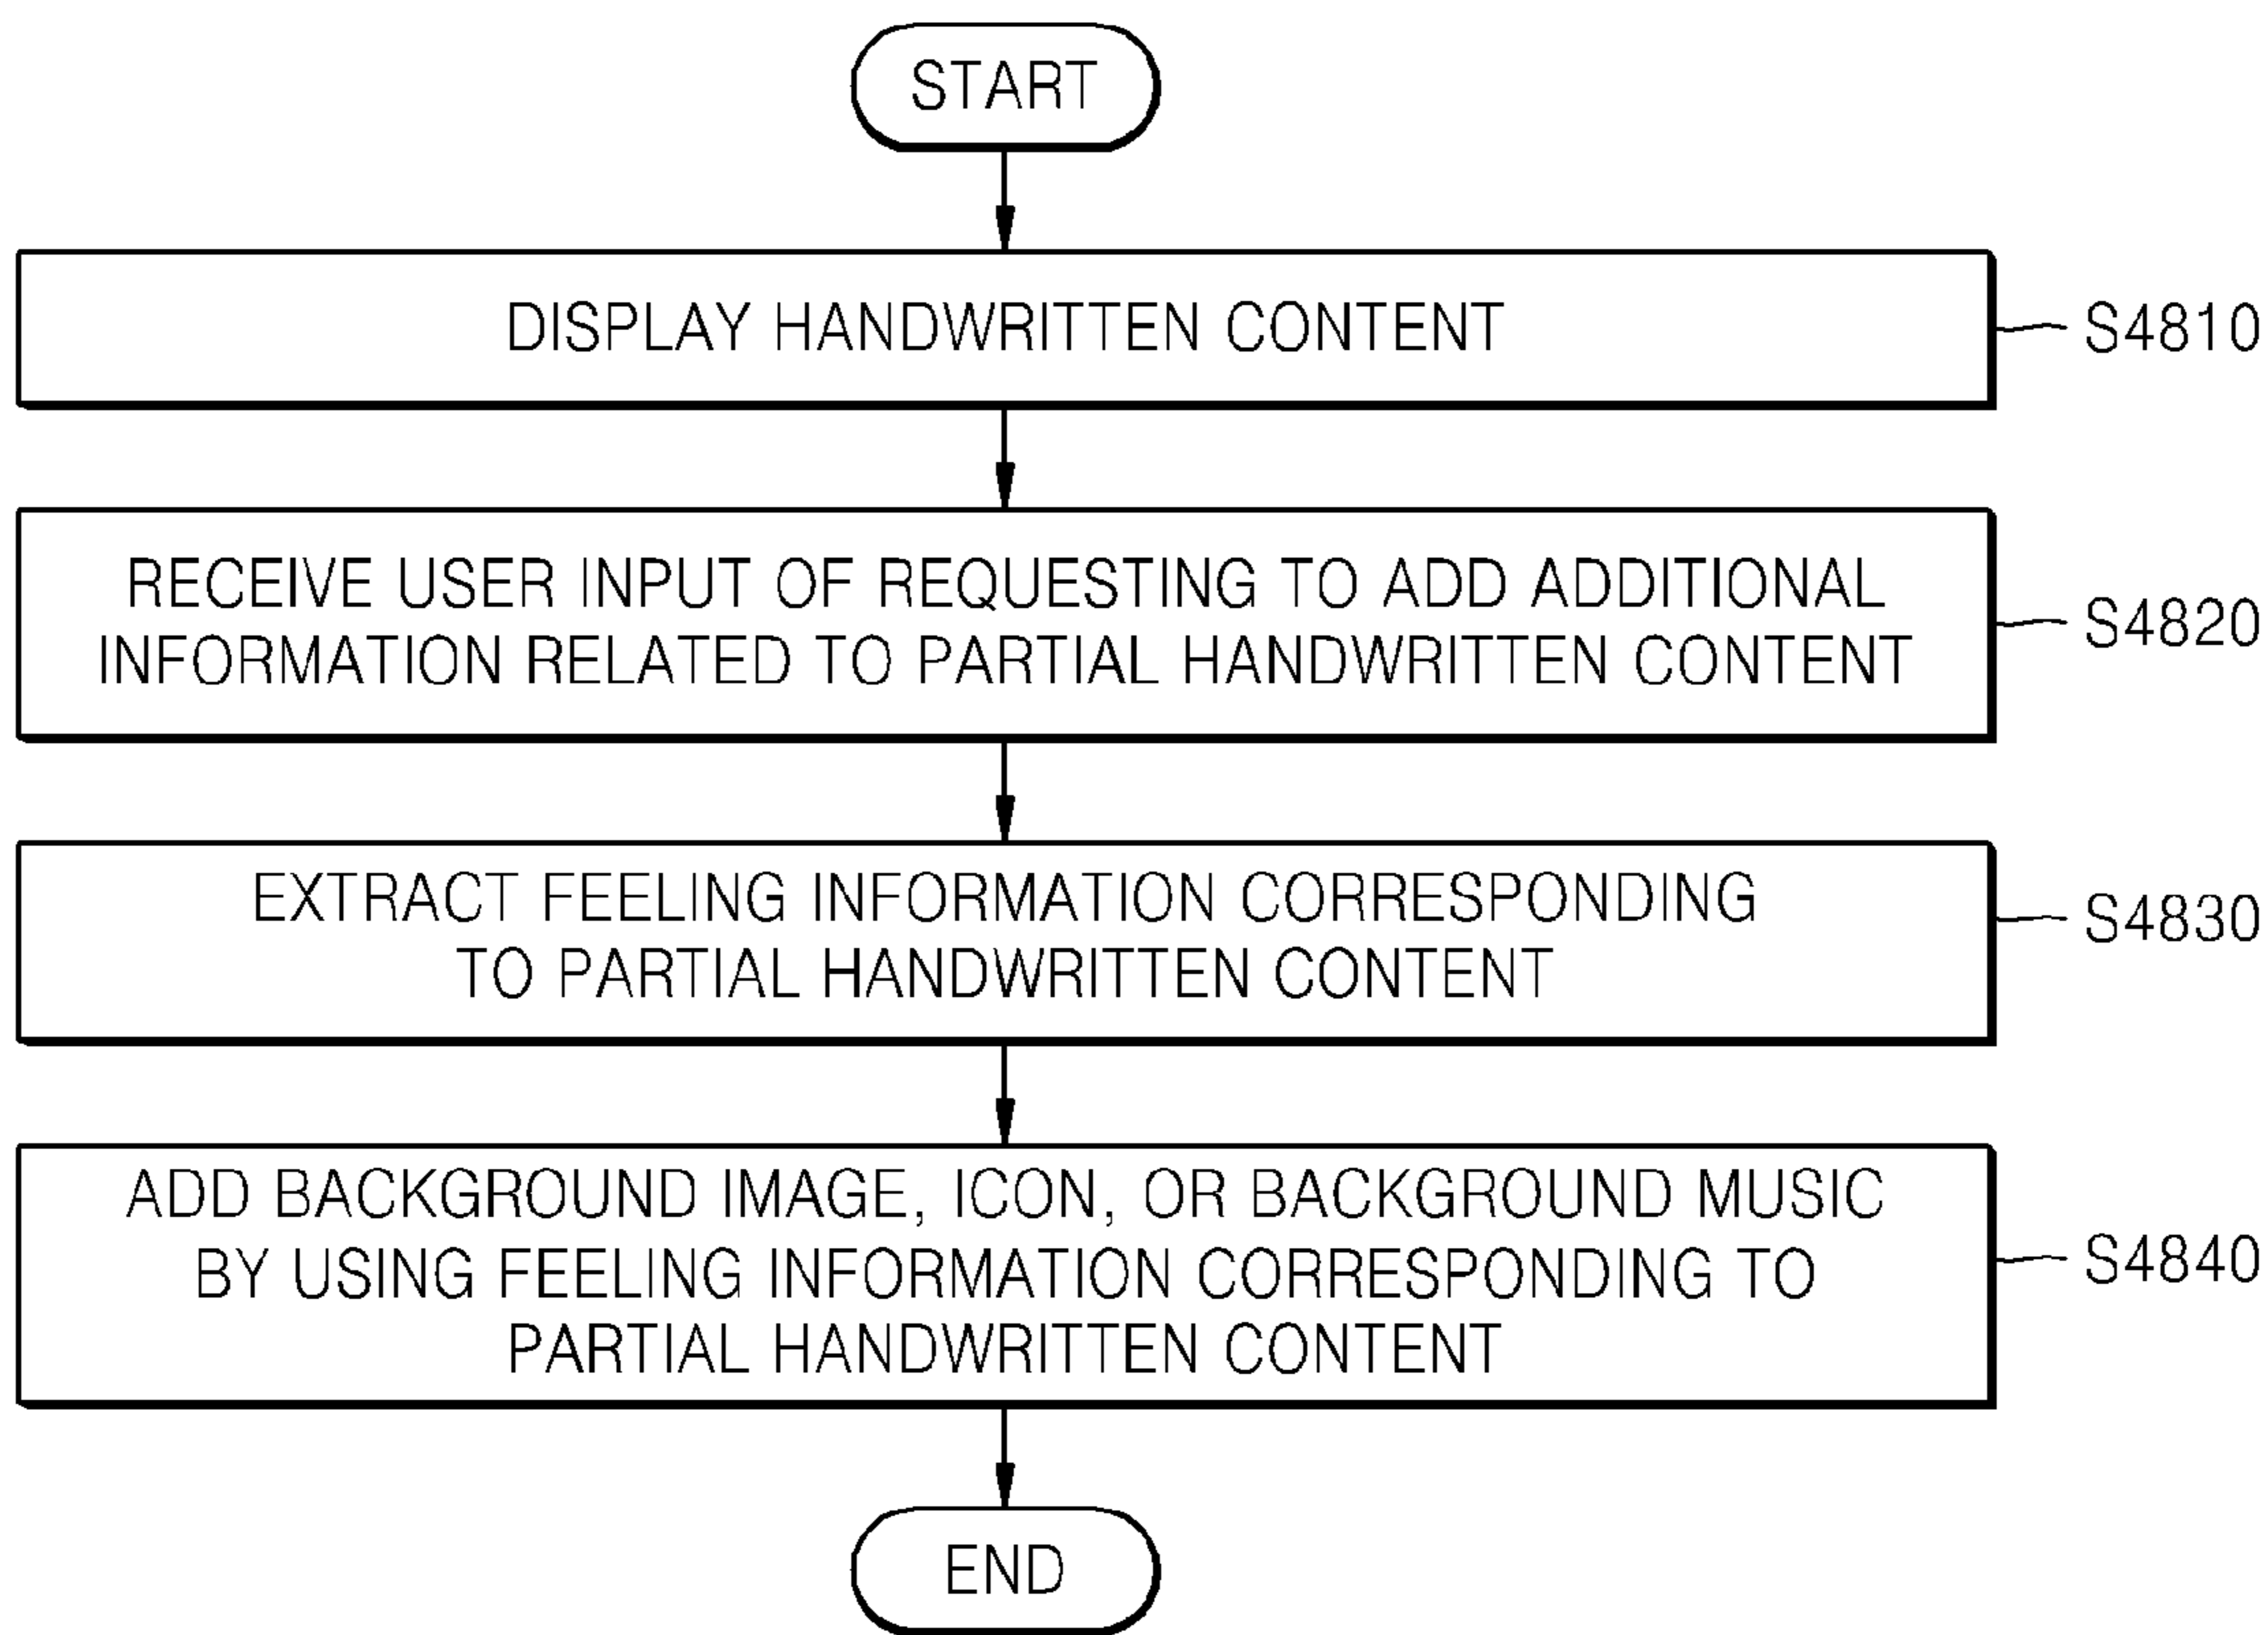 START
DISPLAY HANDWRITTEN CONTENT
S4810
RECEIVE USER INPUT OF REQUESTING TO ADD ADDITIONAL
INFORMATION RELATED TO PARTIAL HANDWRITTEN CONTENT
S4820
EXTRACT FEELING INFORMATION CORRESPONDING
TO PARTIAL HANDWRITTEN CONTENT
S4830
ADD BACKGROUND IMAGE, ICON, OR BACKGROUND MUSIC
BY USING FEELING INFORMATION CORRESPONDING TO
PARTIAL HANDWRITTEN CONTENT
S4840
END